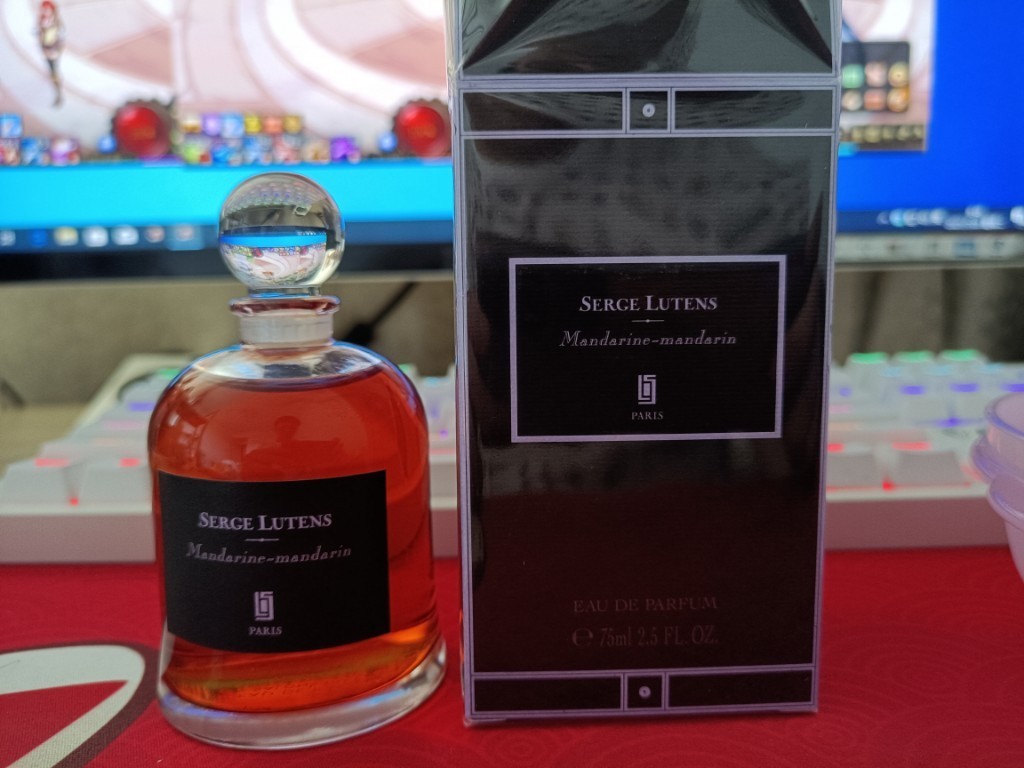 SERGE LUTENS
Mandarine-mandarin
PARIS
SERGE LUTENS
Mandarine-mandarin
PARIS
EAU DE PARFUM
℮ 75ml 2.5 FL. OZ.